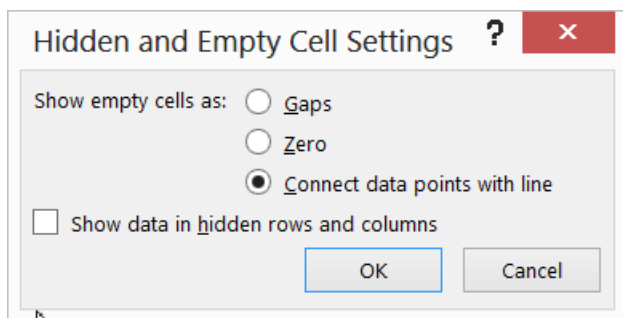 Hidden and Empty Cell Settings ? ×
Show empty cells as: Gaps
Zero
Connect data points with line
Show data in hidden rows and columns
OK Cancel